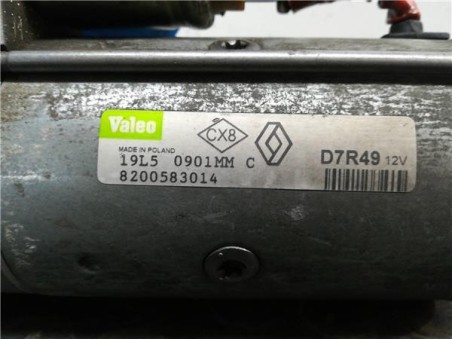 Valeo
CX8
MADE IN POLAND
19L5 0901MM C
8200583014
D7R49 12V